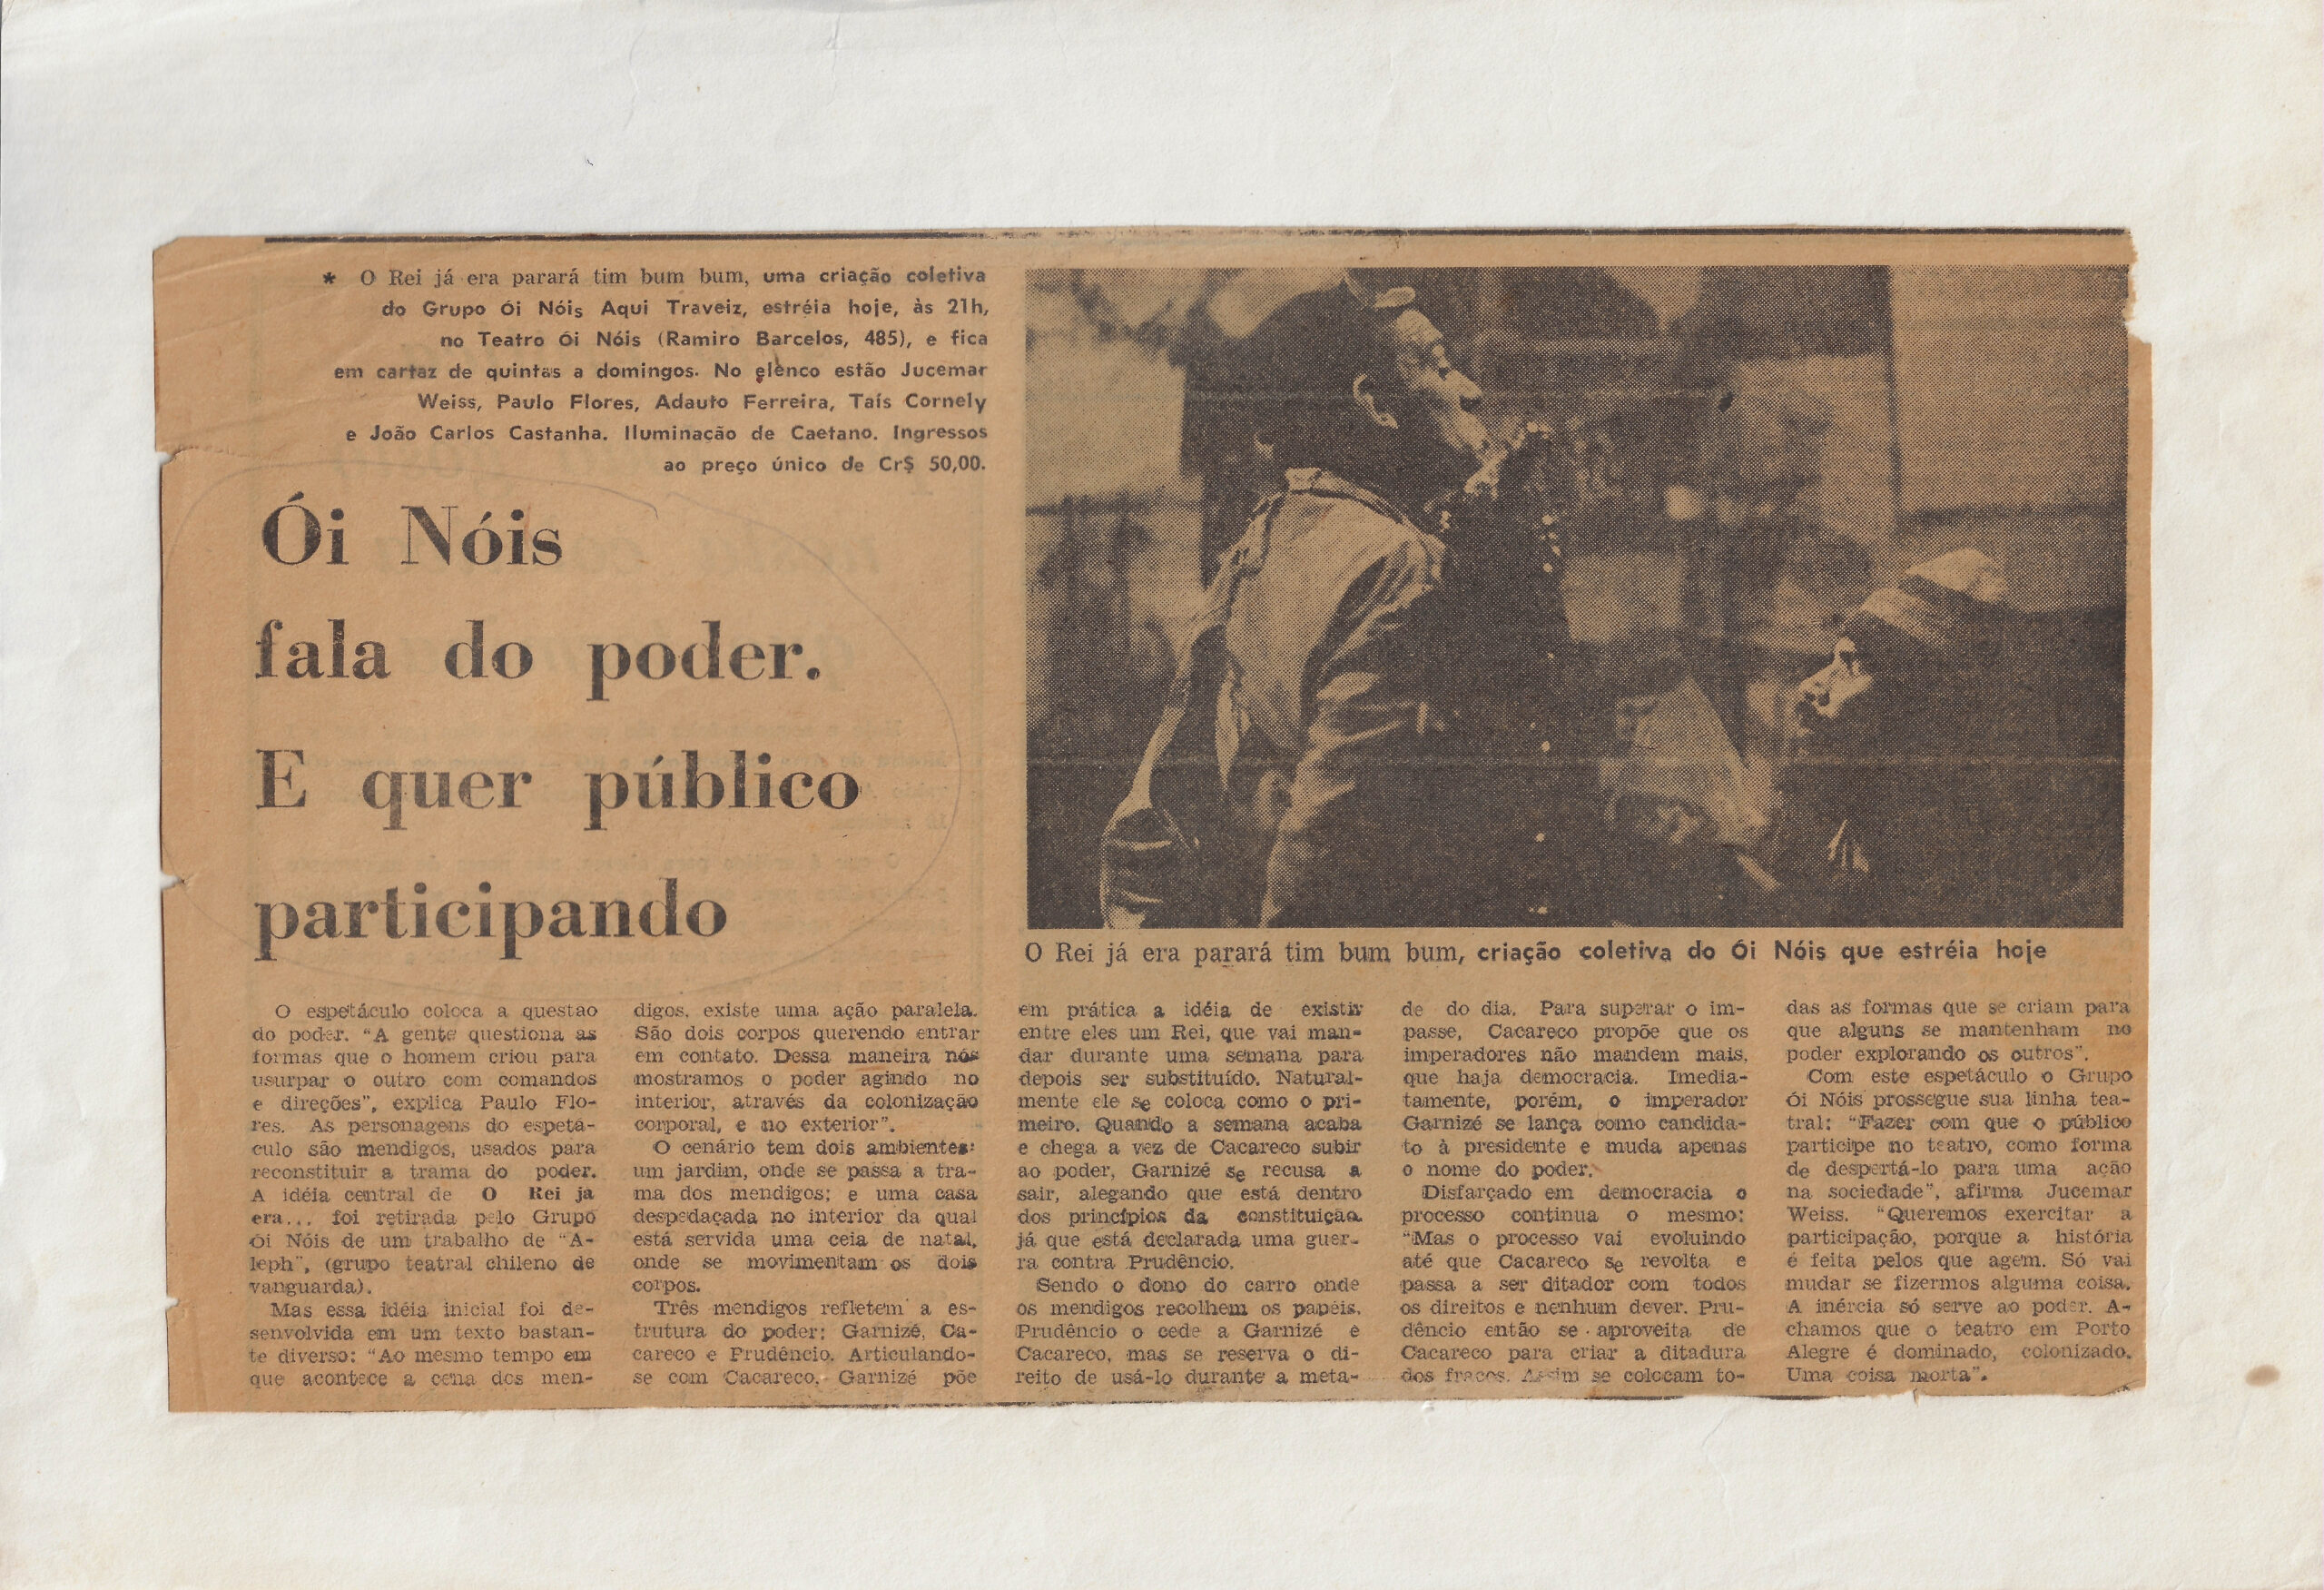 * O Rei já era parará tim bum bum, uma criação coletiva
do Grupo Ói Nóis Aqui Traveiz, estréia hoje, às 21h,
no Teatro Ói Nóis (Ramiro Barcelos, 485), e fica
em cartaz de quintas a domingos. No elenco estão Jucemar
Weiss, Paulo Flores, Adauto Ferreira, Taís Cornely
e João Carlos Castanha. Iluminação de Caetano. Ingressos
ao preço único de Cr$ 50,00.
Ói Nóis
fala do poder.
E quer público
participando
O Rei já era parará tim bum bum, criação coletiva do Ói Nóis que estréia hoje
O espetáculo coloca a questao
do poder. "A gente questiona as
formas que o homem criou para
usurpar o outro com comandos
e direções", explica Paulo Flo-
res. As personagens do espetá-
culo são mendigos, usados para
reconstituir a trama do poder.
A idéia central de O Rei ja
era... foi retirada pelo Grupo
Ói Nóis de um trabalho de "A-
leph", (grupo teatral chileno de
vanguarda).
Mas essa idéia inicial foi de-
senvolvida em um texto bastan-
te diverso: "Ao mesmo tempo em
que acontece a cena dos men-
digos, existe uma ação paralela.
São dois corpos querendo entrar
em contato. Dessa maneira nós
mostramos o poder agindo no
interior, através da colonização
corporal, e no exterior".
O cenário tem dois ambientes:
um jardim, onde se passa a tra-
ma dos mendigos; e uma casa
despedaçada no interior da qual
está servida uma ceia de natal,
onde se movimentam os dois
corpos.
Três mendigos refletem a es-
trutura do poder: Garnizé, Ca-
careco e Prudêncio. Articulando-
se com Cacareco, Garnizé põe
em prática a idéia de existir
entre eles um Rei, que vai man-
dar durante uma semana para
depois ser substituído. Natural-
mente ele se coloca como o pri-
meiro. Quando a semana acaba
e chega a vez de Cacareco subir
ao poder, Garnizé se recusa a
sair, alegando que está dentro
dos princípios da constituição.
já que está declarada uma guer-
ra contra Prudêncio.
Sendo o dono do carro onde
os mendigos recolhem os papéis,
Prudêncio o cede a Garnizé e
Cacareco, mas se reserva o di-
reito de usá-lo durante a meta-
de do dia. Para superar o im-
passe, Cacareco propõe que os
imperadores não mandem mais,
que haja democracia. Imedia-
tamente, porém, o imperador
Garnizé se lança como candida-
to à presidente e muda apenas
o nome do poder.
Disfarçado em democracia o
processo continua o mesmo:
"Mas o processo vai evoluindo
até que Cacareco se revolta e
passa a ser ditador com todos
os direitos e nenhum dever. Pru-
dêncio então se aproveita de
Cacareco para criar a ditadura
dos fracos. Assim se colocam to-
das as formas que se criam para
que alguns se mantenham no
poder explorando os outros".
Com este espetáculo o Grupo
Ói Nóis prossegue sua linha tea-
tral: "Fazer com que o público
participe no teatro, como forma
de despertá-lo para uma ação
na sociedade", afirma Jucemar
Weiss. "Queremos exercitar a
participação, porque a história
é feita pelos que agem. Só vai
mudar se fizermos alguma coisa.
A inércia só serve ao poder. A-
chamos que o teatro em Porto
Alegre é dominado, colonizado.
Uma coisa morta".